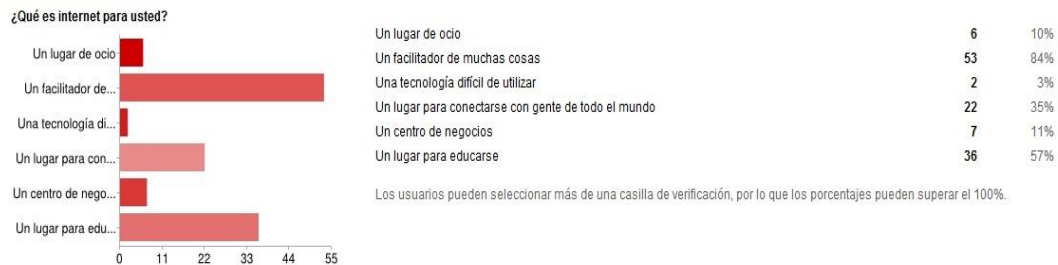 ¿Qué es internet para usted?
Un lugar de ocio
Un facilitador de...
Una tecnología di...
Un lugar para con...
Un centro de nego...
Un lugar para edu...
0 11 22 33 44 55
Un lugar de ocio 6 10%
Un facilitador de muchas cosas 53 84%
Una tecnología difícil de utilizar 2 3%
Un lugar para conectarse con gente de todo el mundo 22 35%
Un centro de negocios 7 11%
Un lugar para educarse 36 57%
Los usuarios pueden seleccionar más de una casilla de verificación, por lo que los porcentajes pueden superar el 100%.